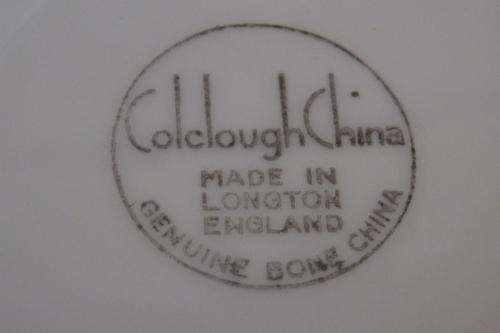 Colclough China
MADE IN
LONGTON
ENGLAND
GENUINE BONE CHINA